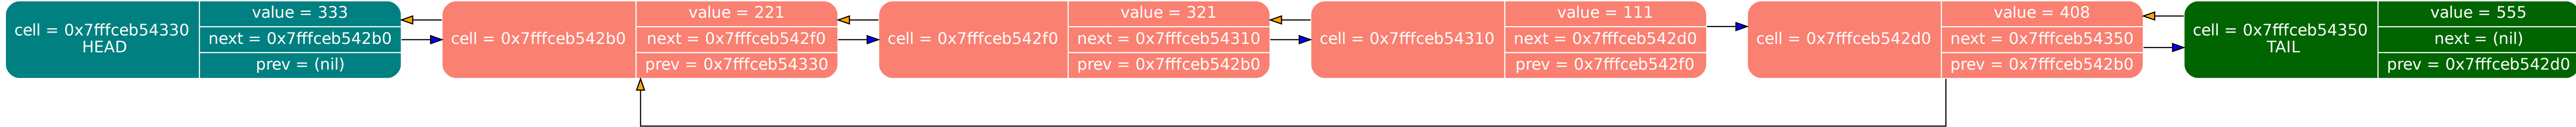 cell = 0x7fffceb54330
HEAD
value = 333
next = 0x7fffceb542b0
prev = (nil)
cell = 0x7fffceb542b0
value = 221
next = 0x7fffceb542f0
prev = 0x7fffceb54330
cell = 0x7fffceb542f0
value = 321
next = 0x7fffceb54310
prev = 0x7fffceb542b0
cell = 0x7fffceb54310
value = 111
next = 0x7fffceb542d0
prev = 0x7fffceb542f0
cell = 0x7fffceb542d0
value = 408
next = 0x7fffceb54350
prev = 0x7fffceb542b0
cell = 0x7fffceb54350
TAIL
value = 555
next = (nil)
prev = 0x7fffceb542d0